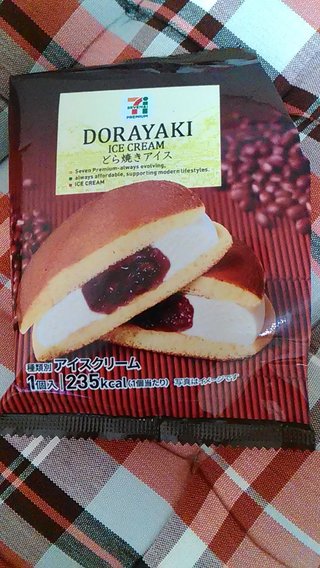 7i
SEVEN & i
PREMIUM
DORAYAKI
ICE CREAM
どら焼きアイス
Seven Premium-always evolving,
always affordable, supporting modern lifestyles.
ICE CREAM
種類別 アイスクリーム
1個入 235kcal(1個当たり) 写真はイメージです